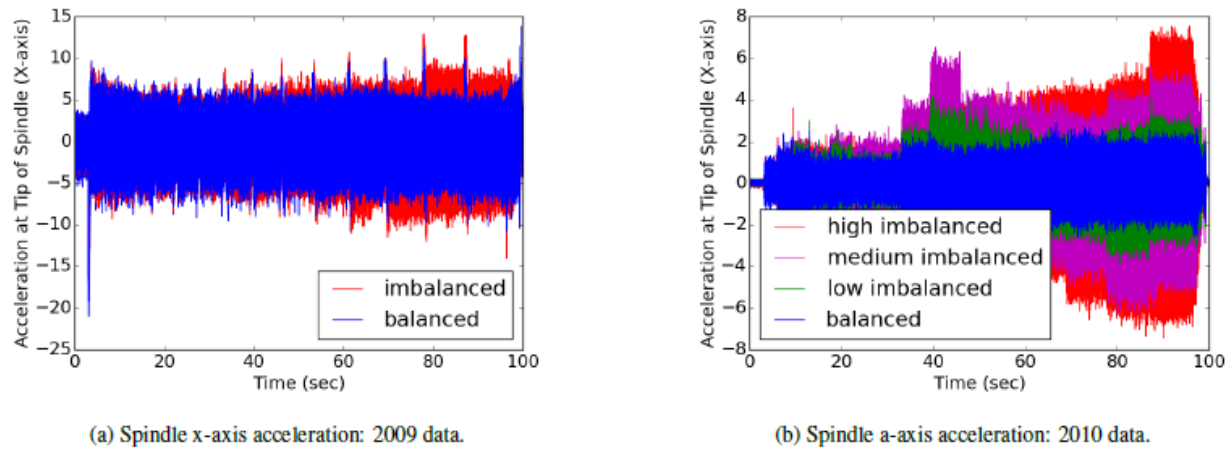 Acceleration at Tip of Spindle (X-axis)
15
10
5
0
−5
−10
−15
−20
−25
0 20 40 60 80 100
Time (sec)
imbalanced
balanced
(a) Spindle x-axis acceleration: 2009 data.
Acceleration at Tip of Spindle (X-axis)
8
6
4
2
0
−2
−4
−6
−8
0 20 40 60 80 100
Time (sec)
high imbalanced
medium imbalanced
low imbalanced
balanced
(b) Spindle a-axis acceleration: 2010 data.